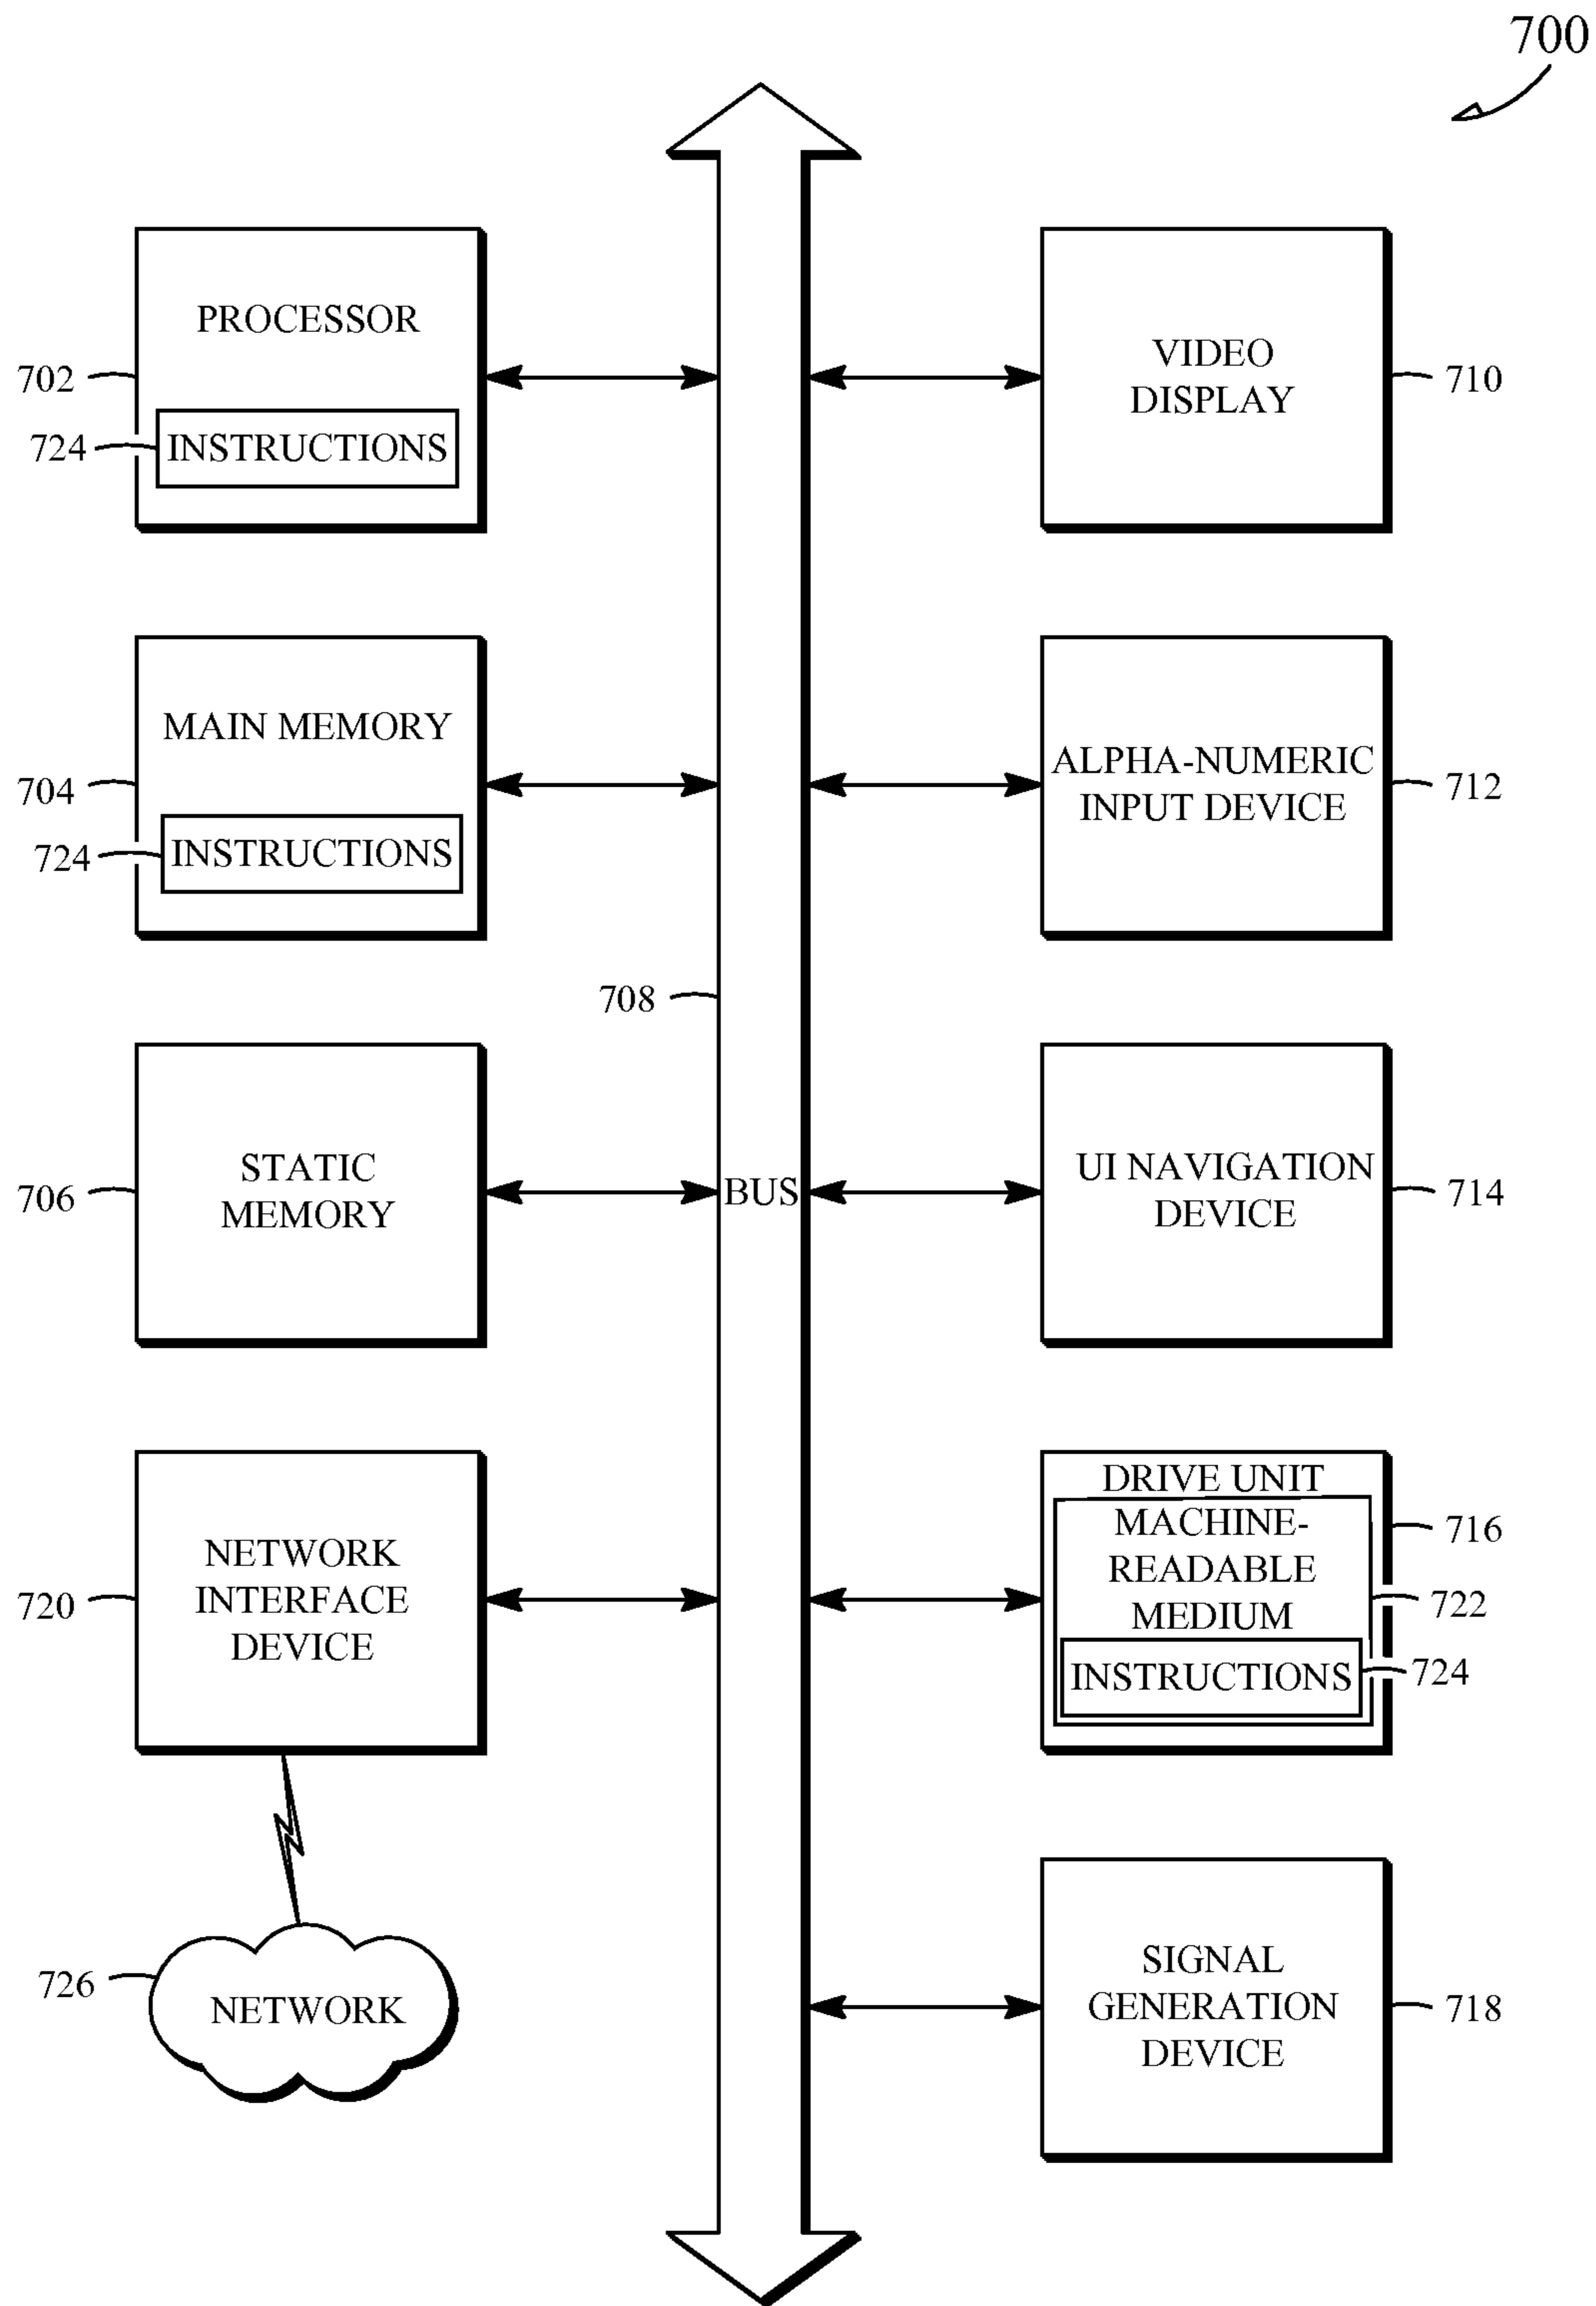 700
PROCESSOR
702
724
INSTRUCTIONS
VIDEO
DISPLAY
710
MAIN MEMORY
704
724
INSTRUCTIONS
ALPHA-NUMERIC
INPUT DEVICE
712
708
STATIC
MEMORY
706
BUS
UI NAVIGATION
DEVICE
714
NETWORK
INTERFACE
DEVICE
720
DRIVE UNIT
MACHINE-
READABLE
MEDIUM
INSTRUCTIONS
716
722
724
726
NETWORK
SIGNAL
GENERATION
DEVICE
718